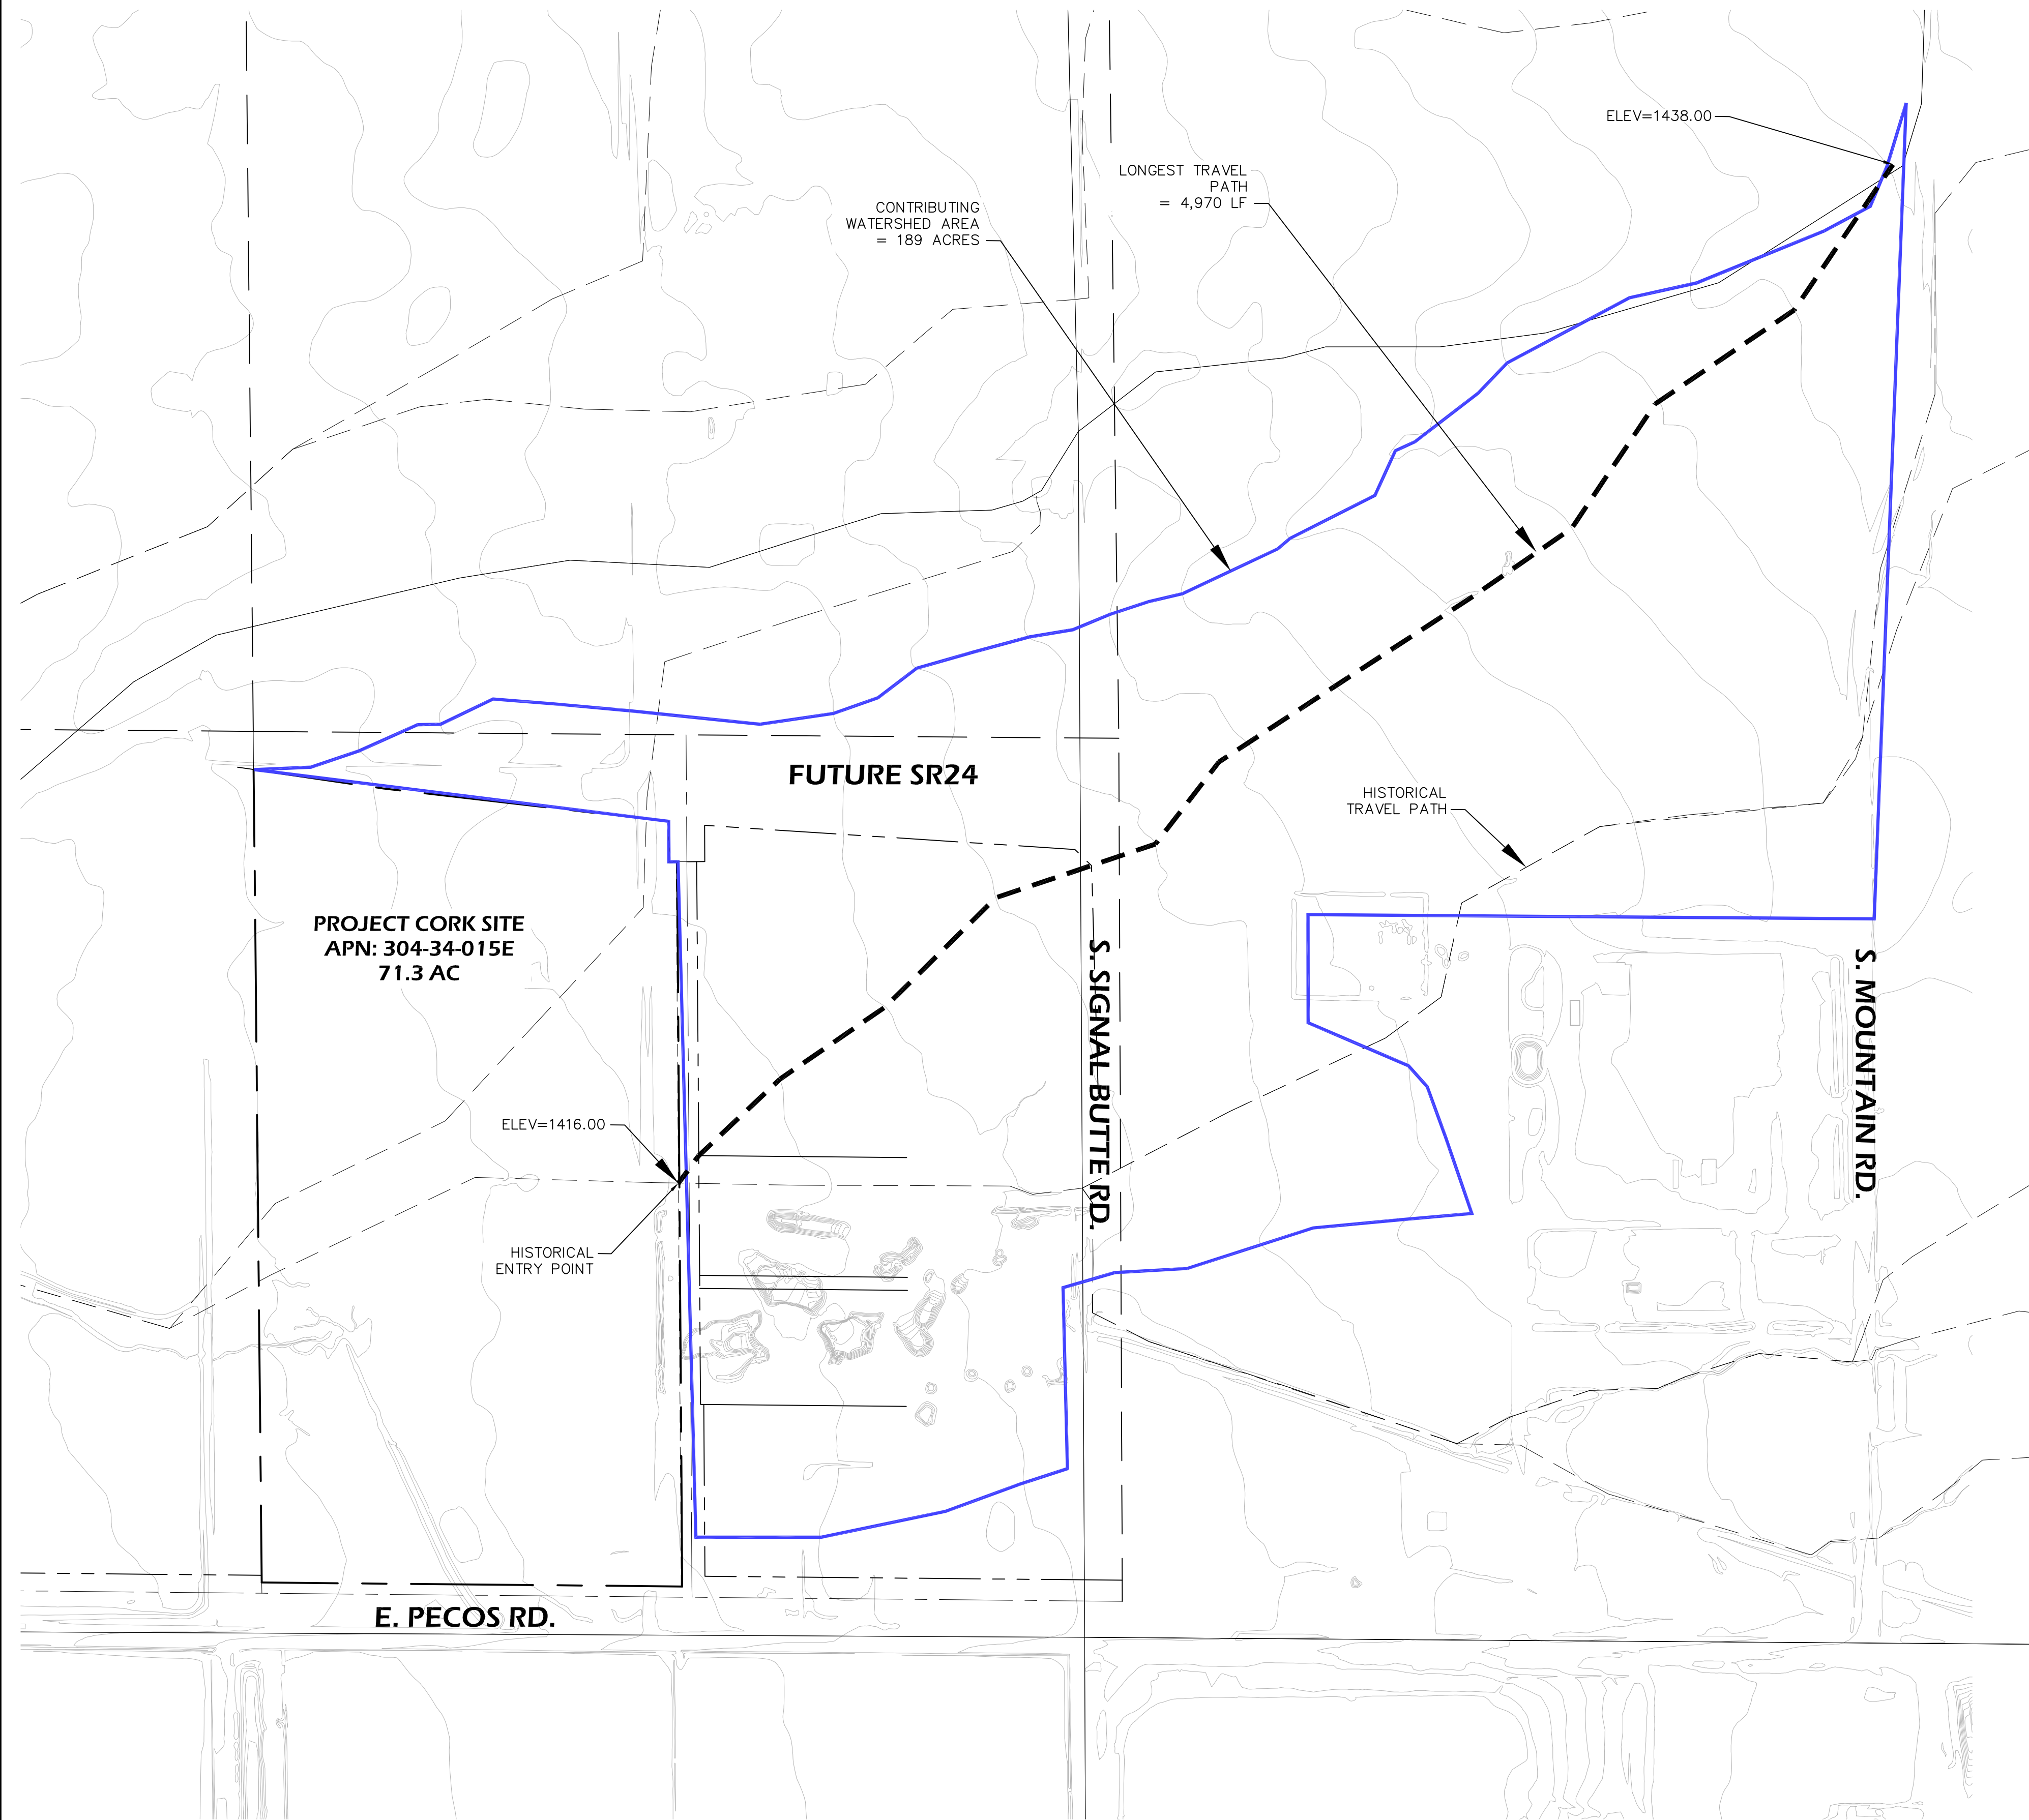 ELEV=1438.00
LONGEST TRAVEL
PATH
= 4,970 LF
CONTRIBUTING
WATERSHED AREA
= 189 ACRES
FUTURE SR24
HISTORICAL
TRAVEL PATH
PROJECT CORK SITE
APN: 304-34-015E
71.3 AC
S. SIGNAL BUTTE RD.
S. MOUNTAIN RD.
ELEV=1416.00
HISTORICAL
ENTRY POINT
E. PECOS RD.